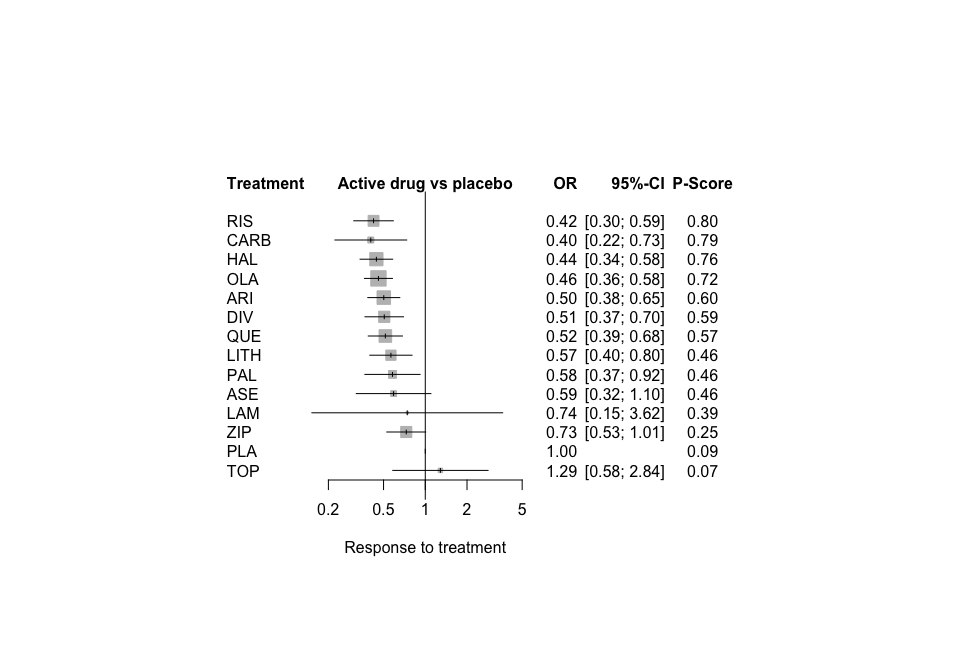 Treatment Active drug vs placebo OR 95%-CI P-Score
RIS 0.42 [0.30; 0.59] 0.80
CARB 0.40 [0.22; 0.73] 0.79
HAL 0.44 [0.34; 0.58] 0.76
OLA 0.46 [0.36; 0.58] 0.72
ARI 0.50 [0.38; 0.65] 0.60
DIV 0.51 [0.37; 0.70] 0.59
QUE 0.52 [0.39; 0.68] 0.57
LITH 0.57 [0.40; 0.80] 0.46
PAL 0.58 [0.37; 0.92] 0.46
ASE 0.59 [0.32; 1.10] 0.46
LAM 0.74 [0.15; 3.62] 0.39
ZIP 0.73 [0.53; 1.01] 0.25
PLA 1.00 0.09
TOP 1.29 [0.58; 2.84] 0.07
0.2 0.5 1 2 5
Response to treatment